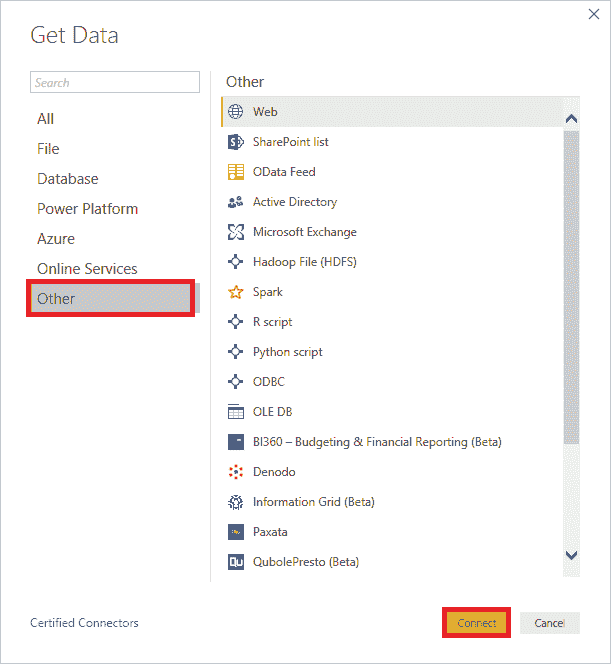 Get Data
Search
All
File
Database
Power Platform
Azure
Online Services
Other
Other
Web
SharePoint list
OData Feed
Active Directory
Microsoft Exchange
Hadoop File (HDFS)
Spark
R script
Python script
ODBC
OLE DB
BI360 – Budgeting & Financial Reporting (Beta)
Denodo
Information Grid (Beta)
Paxata
QubolePresto (Beta)
Certified Connectors
Connect
Cancel